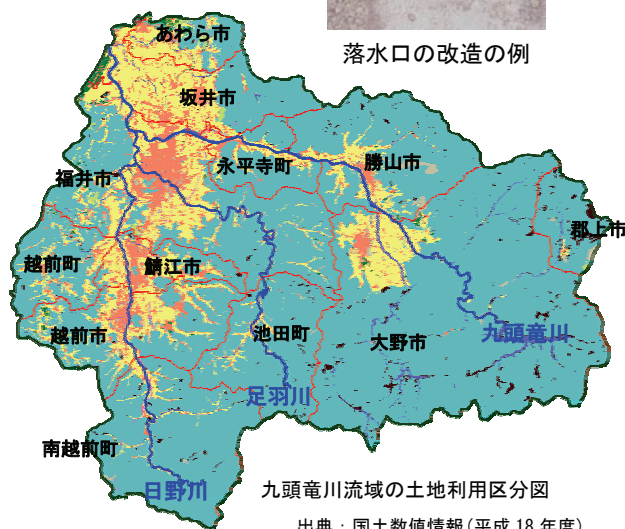 落水口の改造の例
あわら市
坂井市
永平寺町
勝山市
福井市
郡上市
越前町
鯖江市
越前市
池田町
大野市
九頭竜川
足羽川
南越前町
日野川
九頭竜川流域の土地利用区分図
出典：国土数値情報（平成 18 年度）